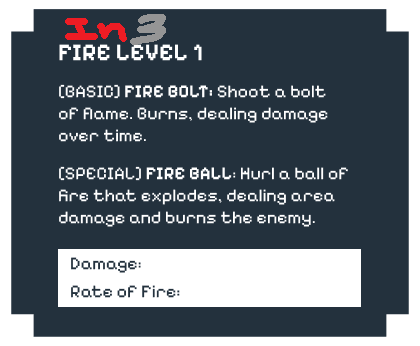 In3
FIRE LEVEL 1
(BASIC) FIRE BOLT: Shoot a bolt
of flame. Burns, dealing damage
over time.
(SPECIAL) FIRE BALL: Hurl a ball of
fire that explodes, dealing area
damage and burns the enemy.
Damage:
Rate of Fire: